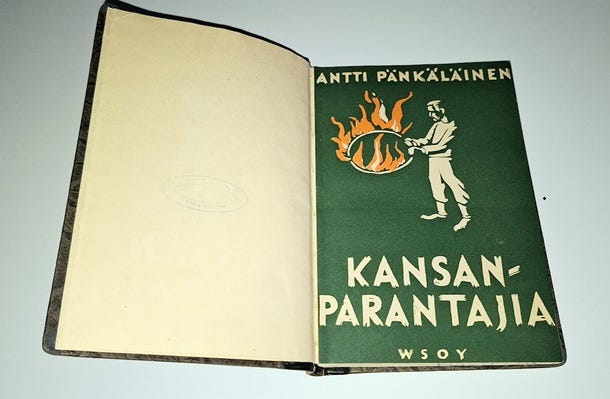 ANTTI PÄNKÄLÄINEN
KANSAN-
PARANTAJIA
WSOY